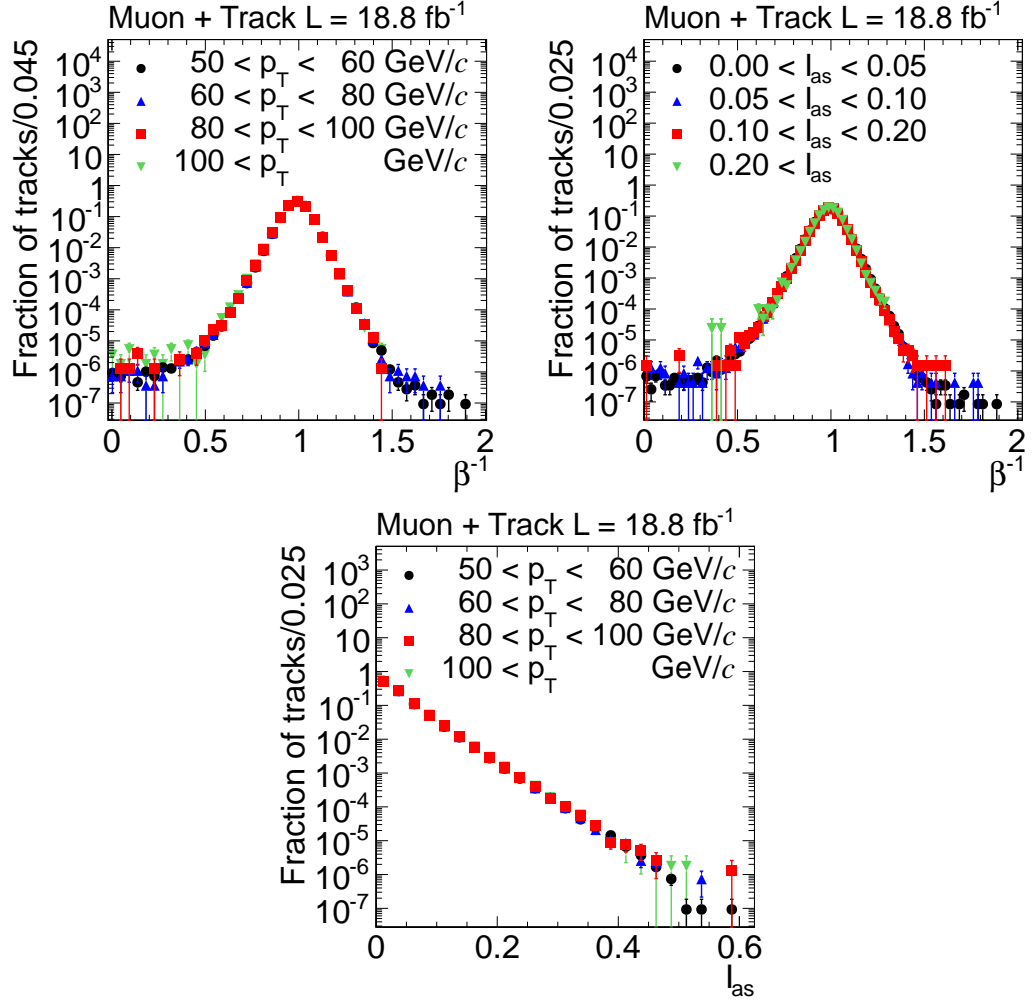 Muon + Track L = 18.8 fb⁻¹
Fraction of tracks/0.045
10⁴
10³
10²
10
1
10⁻¹
10⁻²
10⁻³
10⁻⁴
10⁻⁵
10⁻⁶
10⁻⁷
50 < p_T < 60 GeV/c
60 < p_T < 80 GeV/c
80 < p_T < 100 GeV/c
100 < p_T GeV/c
0 0.5 1 1.5 2
β⁻¹
Muon + Track L = 18.8 fb⁻¹
Fraction of tracks/0.025
10⁴
10³
10²
10
1
10⁻¹
10⁻²
10⁻³
10⁻⁴
10⁻⁵
10⁻⁶
10⁻⁷
0.00 < I_as < 0.05
0.05 < I_as < 0.10
0.10 < I_as < 0.20
0.20 < I_as
0 0.5 1 1.5 2
β⁻¹
Muon + Track L = 18.8 fb⁻¹
Fraction of tracks/0.025
10³
10²
10
1
10⁻¹
10⁻²
10⁻³
10⁻⁴
10⁻⁵
10⁻⁶
10⁻⁷
50 < p_T < 60 GeV/c
60 < p_T < 80 GeV/c
80 < p_T < 100 GeV/c
100 < p_T GeV/c
0 0.2 0.4 0.6
I_as